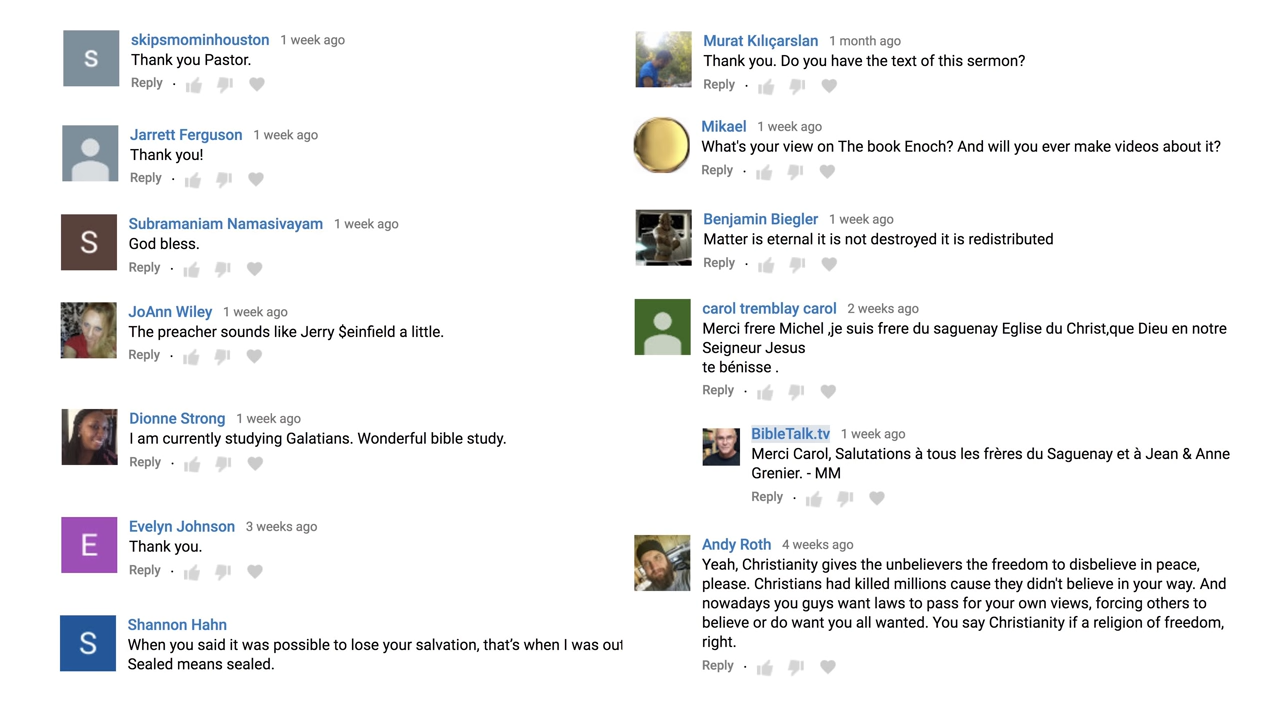 skipsmominhouston 1 week ago
Thank you Pastor.
Reply ·
S
Jarrett Ferguson 1 week ago
Thank you!
Reply ·
Subramaniam Namasivayam 1 week ago
God bless.
Reply ·
S
JoAnn Wiley 1 week ago
The preacher sounds like Jerry $einfield a little.
Reply ·
Dionne Strong 1 week ago
I am currently studying Galatians. Wonderful bible study.
Reply ·
Evelyn Johnson 3 weeks ago
Thank you.
Reply ·
E
Shannon Hahn
When you said it was possible to lose your salvation, that’s when I was out
Sealed means sealed.
S
Murat Kılıçarslan 1 month ago
Thank you. Do you have the text of this sermon?
Reply ·
Mikael 1 week ago
What's your view on The book Enoch? And will you ever make videos about it?
Reply ·
Benjamin Biegler 1 week ago
Matter is eternal it is not destroyed it is redistributed
Reply ·
carol tremblay carol 2 weeks ago
Merci frere Michel ,je suis frere du saguenay Eglise du Christ,que Dieu en notre
Seigneur Jesus
te bénisse .
Reply ·
BibleTalk.tv 1 week ago
Merci Carol, Salutations à tous les frères du Saguenay et à Jean & Anne
Grenier. - MM
Reply ·
Andy Roth 4 weeks ago
Yeah, Christianity gives the unbelievers the freedom to disbelieve in peace,
please. Christians had killed millions cause they didn't believe in your way. And
nowadays you guys want laws to pass for your own views, forcing others to
believe or do want you all wanted. You say Christianity if a religion of freedom,
right.
Reply ·